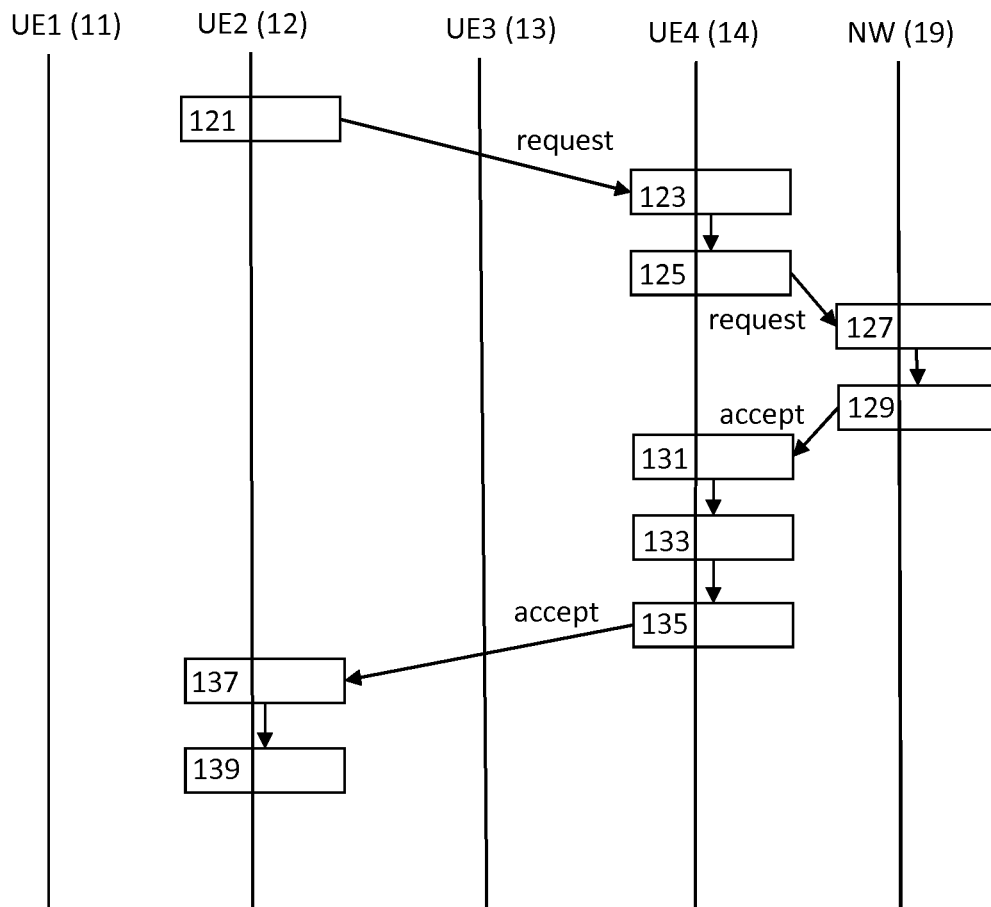 UE1 (11)
UE2 (12)
UE3 (13)
UE4 (14)
NW (19)
121
request
123
125
request
127
129
accept
131
133
accept
135
137
139